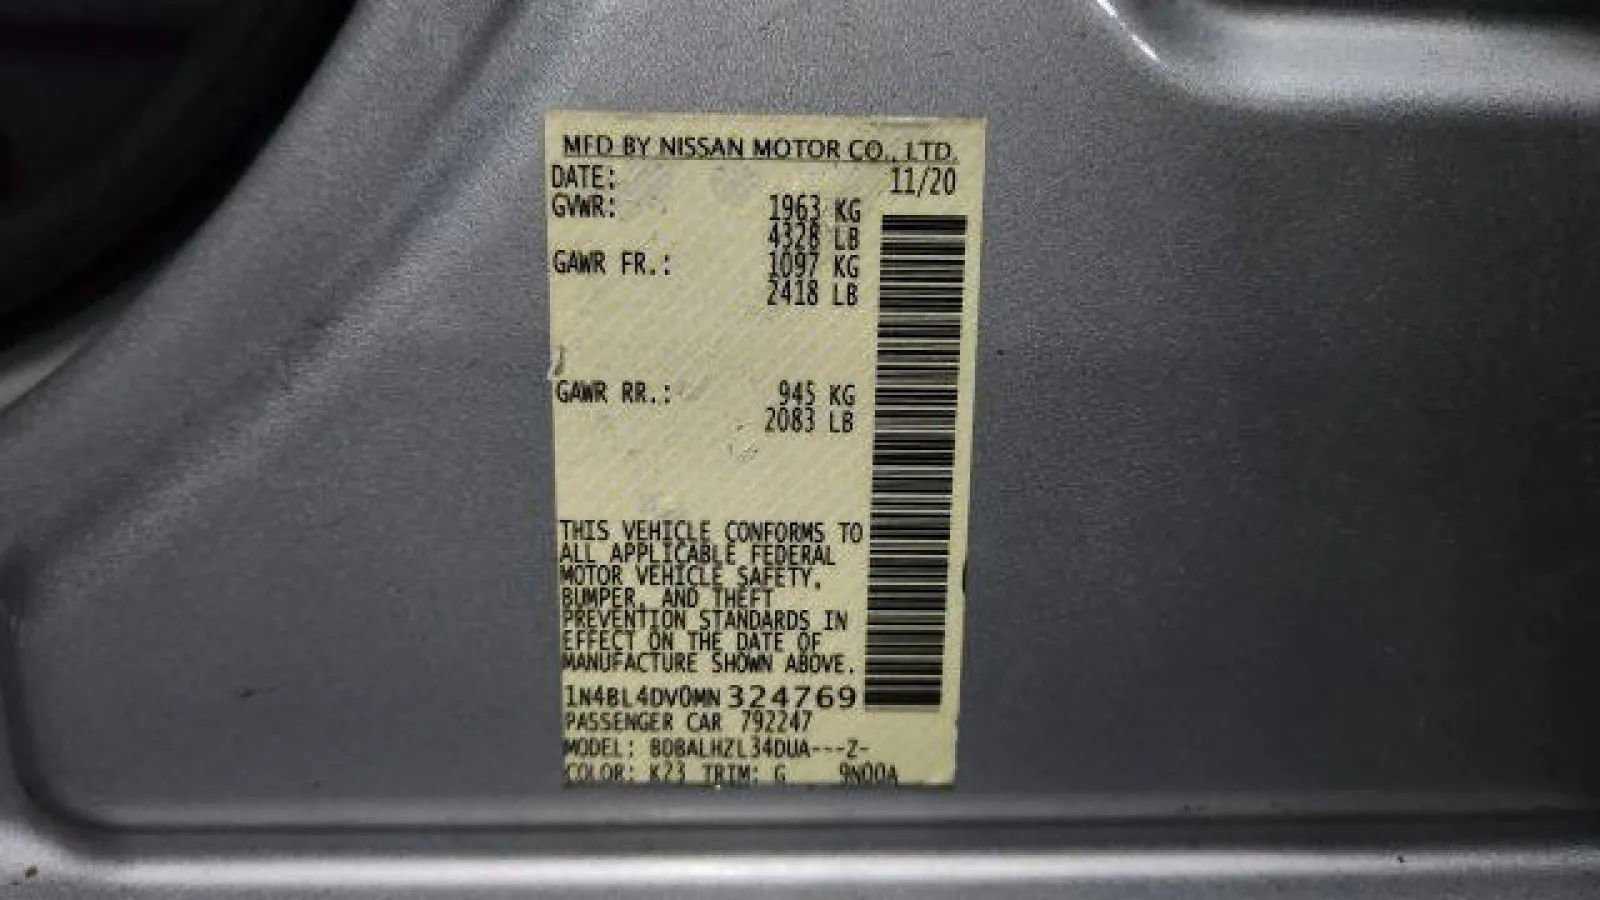 MFD BY NISSAN MOTOR CO., LTD.
DATE: 11/20
GVWR: 1963 KG
4328 LB
GAWR FR.: 1097 KG
2418 LB
GAWR RR.: 945 KG
2083 LB
THIS VEHICLE CONFORMS TO
ALL APPLICABLE FEDERAL
MOTOR VEHICLE SAFETY,
BUMPER, AND THEFT
PREVENTION STANDARDS IN
EFFECT ON THE DATE OF
MANUFACTURE SHOWN ABOVE.
1N4BL4DV0MN324769
PASSENGER CAR 792247
MODEL: BDBALHZL34DUA---Z-
COLOR: K23 TRIM: G 9N00A